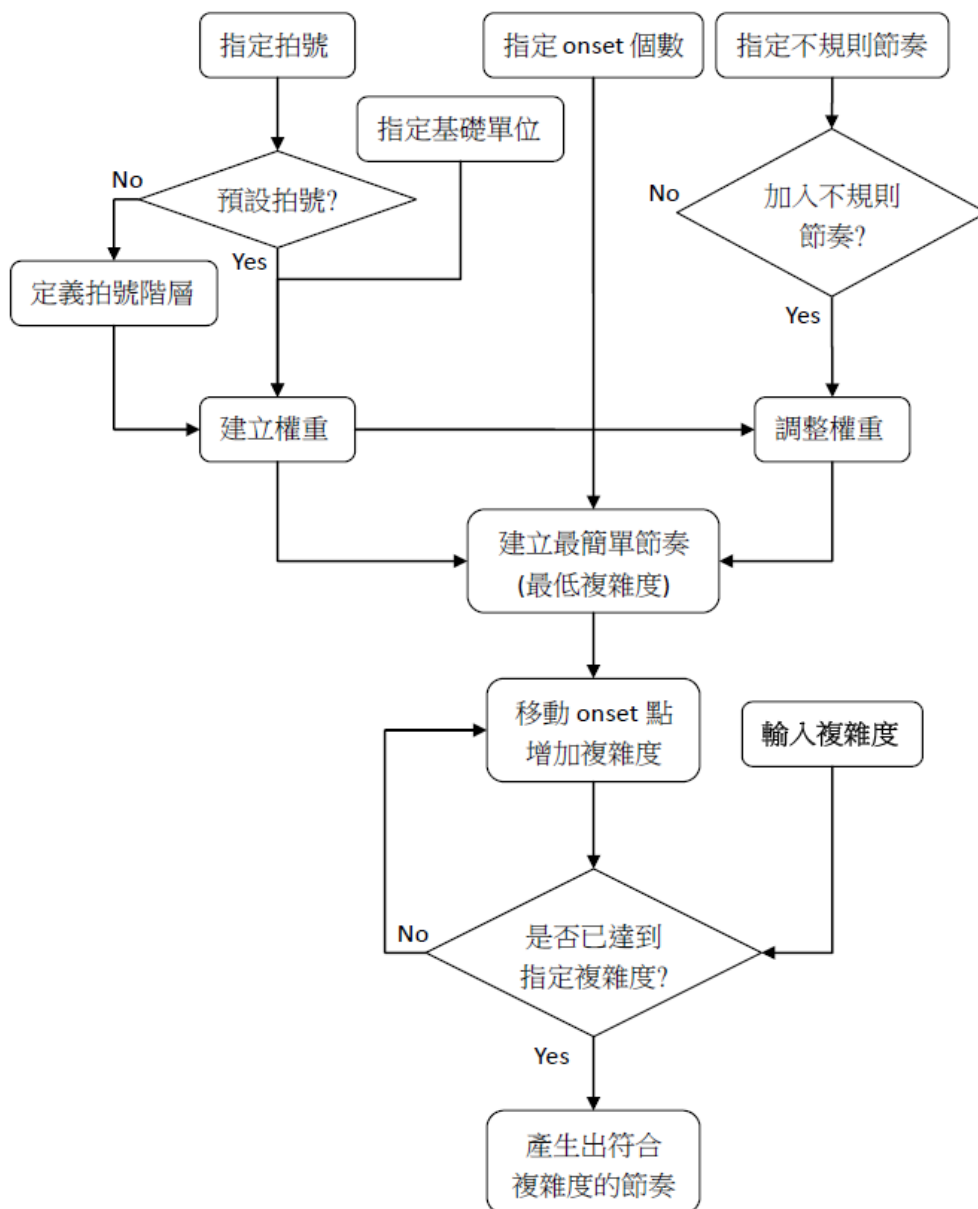 指定拍號
指定 onset 個數
指定不規則節奏
指定基礎單位
No
預設拍號?
No
加入不規則
節奏?
Yes
定義拍號階層
Yes
建立權重
調整權重
建立最簡單節奏
(最低複雜度)
移動 onset 點
增加複雜度
輸入複雜度
No
是否已達到
指定複雜度?
Yes
產生出符合
複雜度的節奏